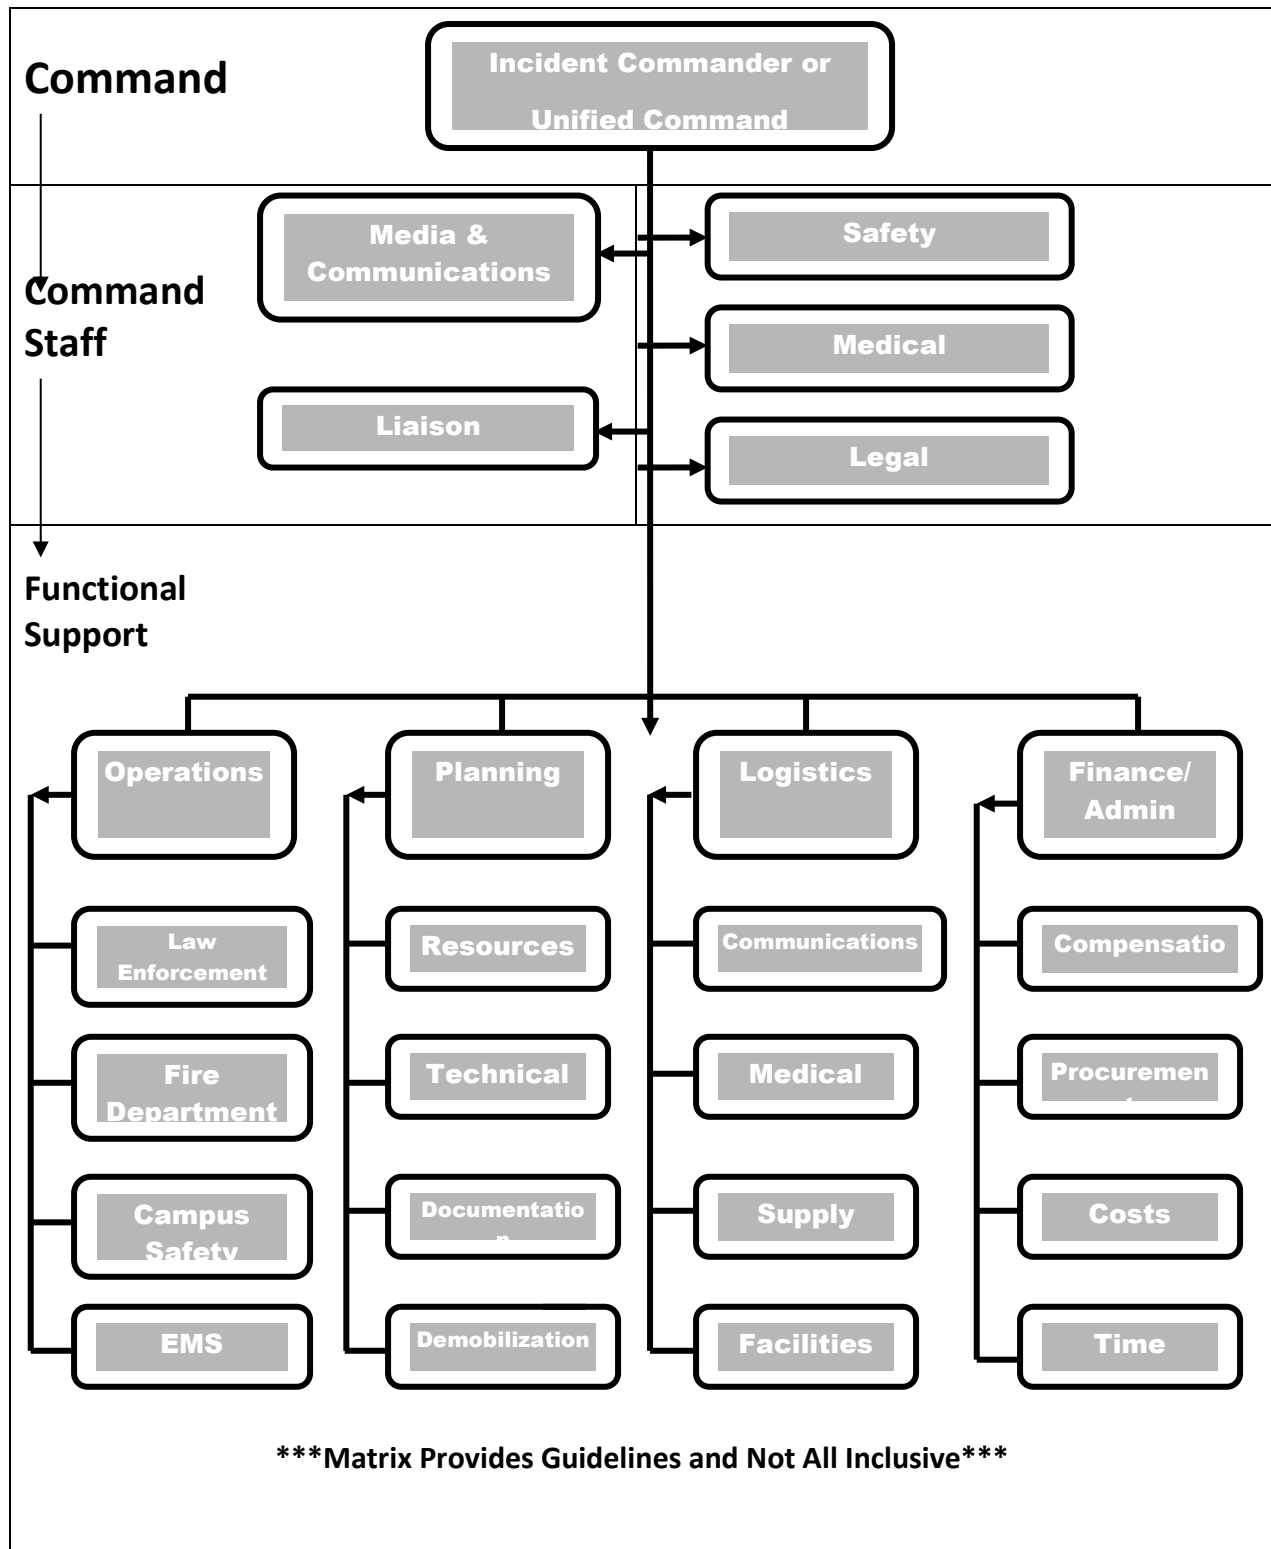 Command
Incident Commander or
Unified Command
Command
Staff
Media &
Communications
Safety
Medical
Liaison
Legal
Functional
Support
Operations
Planning
Logistics
Finance/
Admin
Law
Enforcement
Resources
Communications
Compensatio
Fire
Department
Technical
Medical
Procuremen
t
Campus
Safety
Documentatio
n
Supply
Costs
EMS
Demobilization
Facilities
Time
***Matrix Provides Guidelines and Not All Inclusive***